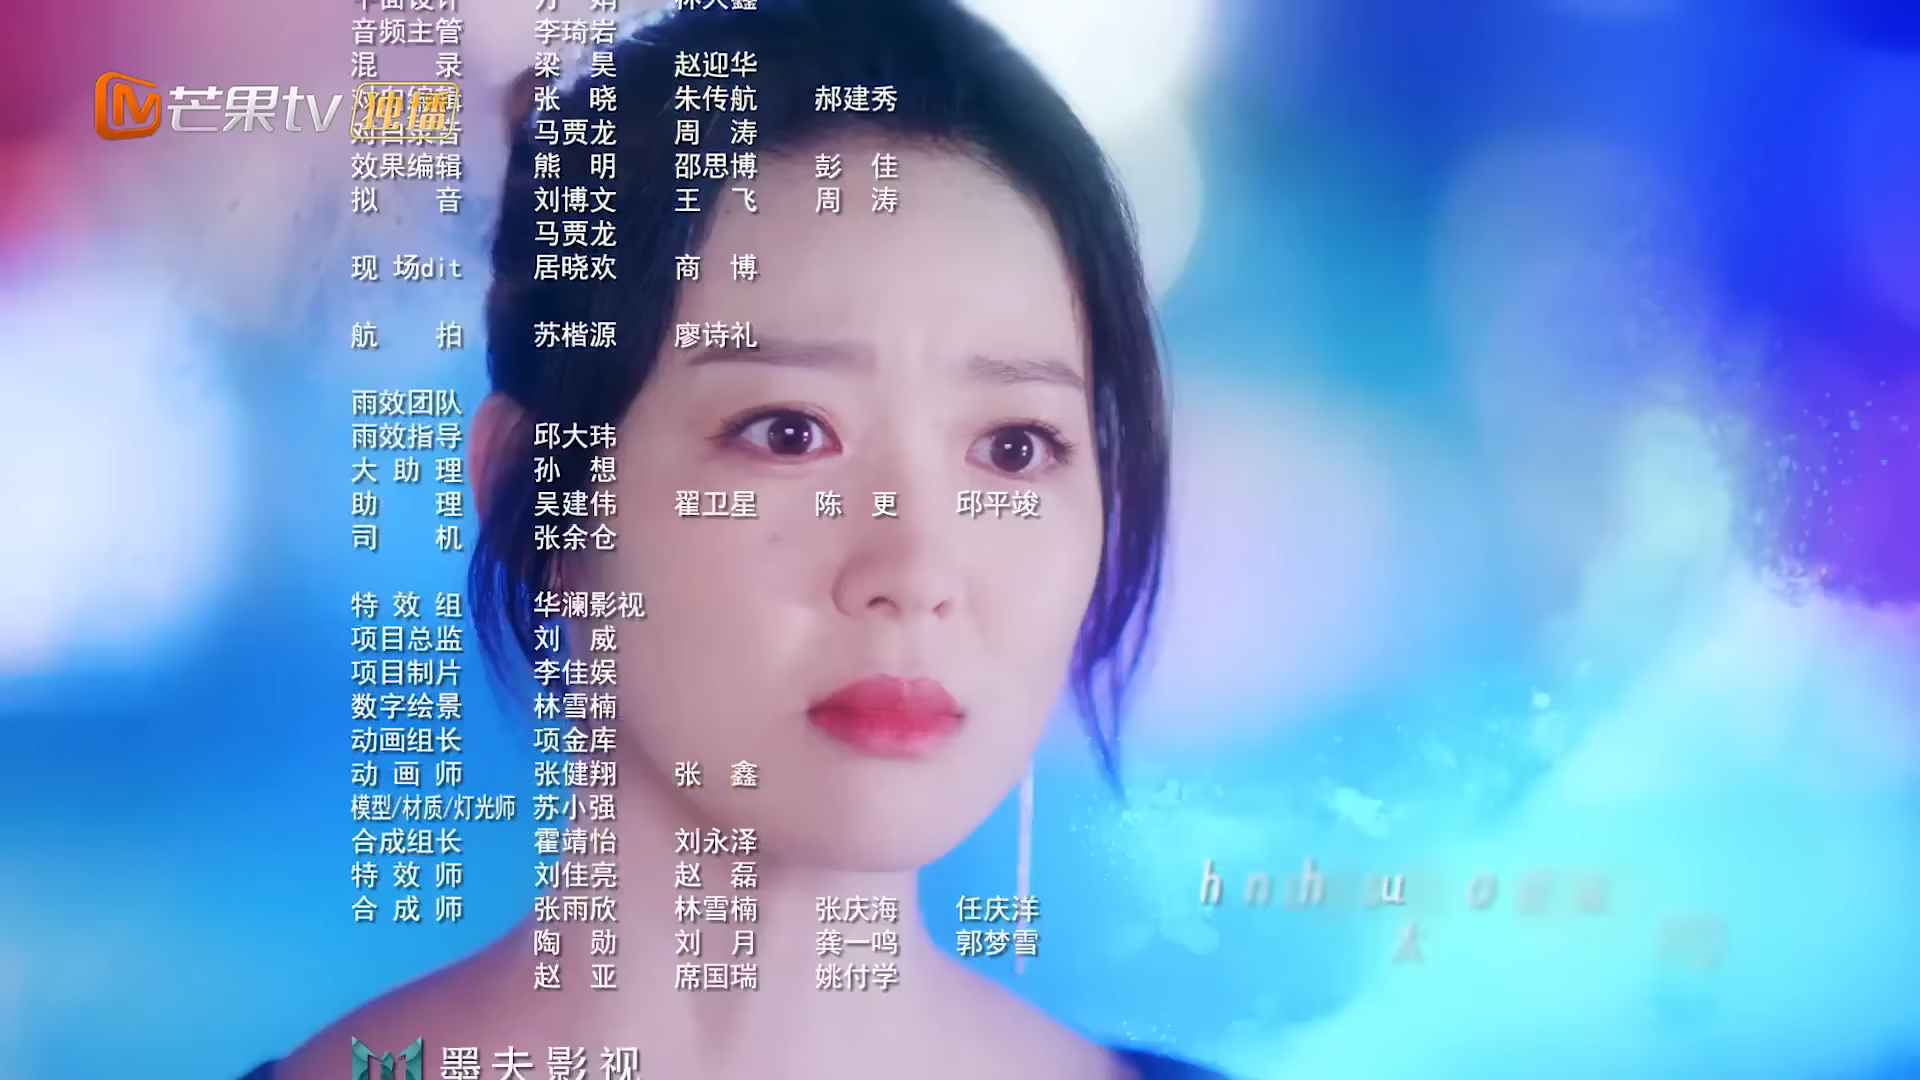 音频主管 李琦岩
混 录 梁 昊 赵迎华
芒果tv 独播
对白编辑 张 晓 朱传航 郝建秀
对白录音 马贾龙 周 涛
效果编辑 熊 明 邵思博 彭 佳
拟 音 刘博文 王 飞 周 涛
马贾龙
现 场dit 居晓欢 商 博
航 拍 苏楷源 廖诗礼
雨效团队
雨效指导 邱大玮
大 助 理 孙 想
助 理 吴建伟 翟卫星 陈 更 邱平竣
司 机 张余仓
特 效 组 华澜影视
项目总监 刘 威
项目制片 李佳娱
数字绘景 林雪楠
动画组长 项金库
动 画 师 张健翔 张 鑫
模型/材质/灯光师 苏小强
合成组长 霍靖怡 刘永泽
特 效 师 刘佳亮 赵 磊
合 成 师 张雨欣 林雪楠 张庆海 任庆洋
陶 勋 刘 月 龚一鸣 郭梦雪
赵 亚 席国瑞 姚付学
墨夫影视